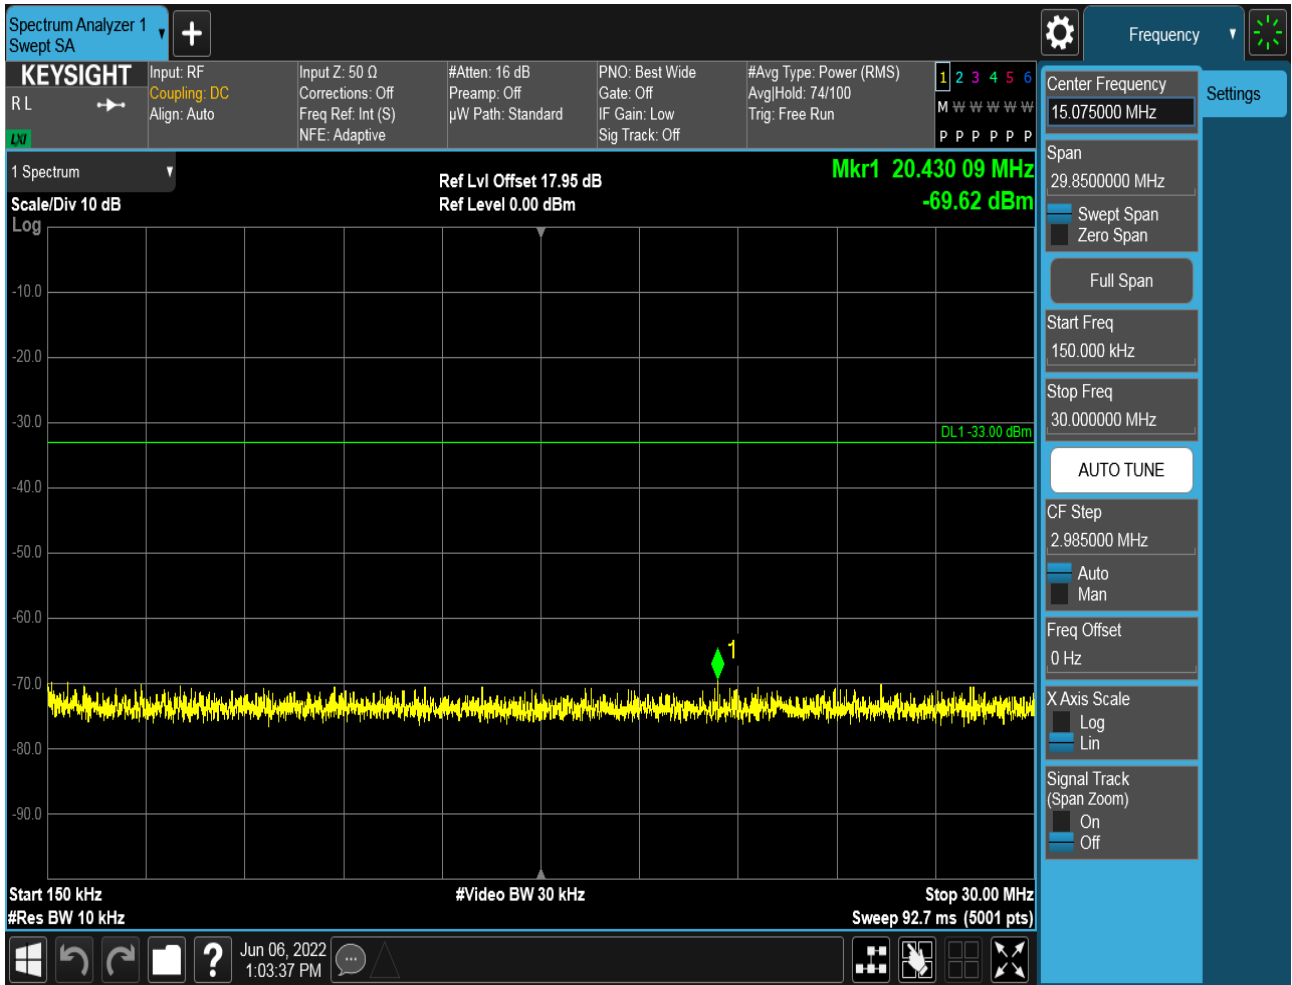 Spectrum Analyzer 1
Swept SA
Frequency
KEYSIGHT
R L
LXI
Input: RF
Coupling: DC
Align: Auto
Input Z: 50 Ω
Corrections: Off
Freq Ref: Int (S)
NFE: Adaptive
#Atten: 16 dB
Preamp: Off
µW Path: Standard
PNO: Best Wide
Gate: Off
IF Gain: Low
Sig Track: Off
#Avg Type: Power (RMS)
Avg|Hold: 74/100
Trig: Free Run
1 2 3 4 5 6
M W W W W W
P P P P P P
1 Spectrum
Scale/Div 10 dB
Log
Ref Lvl Offset 17.95 dB
Ref Level 0.00 dBm
Mkr1 20.430 09 MHz
-69.62 dBm
-10.0
-20.0
-30.0
DL1 -33.00 dBm
-40.0
-50.0
-60.0
1
-70.0
-80.0
-90.0
Start 150 kHz
#Res BW 10 kHz
#Video BW 30 kHz
Stop 30.00 MHz
Sweep 92.7 ms (5001 pts)
Jun 06, 2022
1:03:37 PM
Center Frequency
15.075000 MHz
Settings
Span
29.8500000 MHz
Swept Span
Zero Span
Full Span
Start Freq
150.000 kHz
Stop Freq
30.000000 MHz
AUTO TUNE
CF Step
2.985000 MHz
Auto
Man
Freq Offset
0 Hz
X Axis Scale
Log
Lin
Signal Track
(Span Zoom)
On
Off